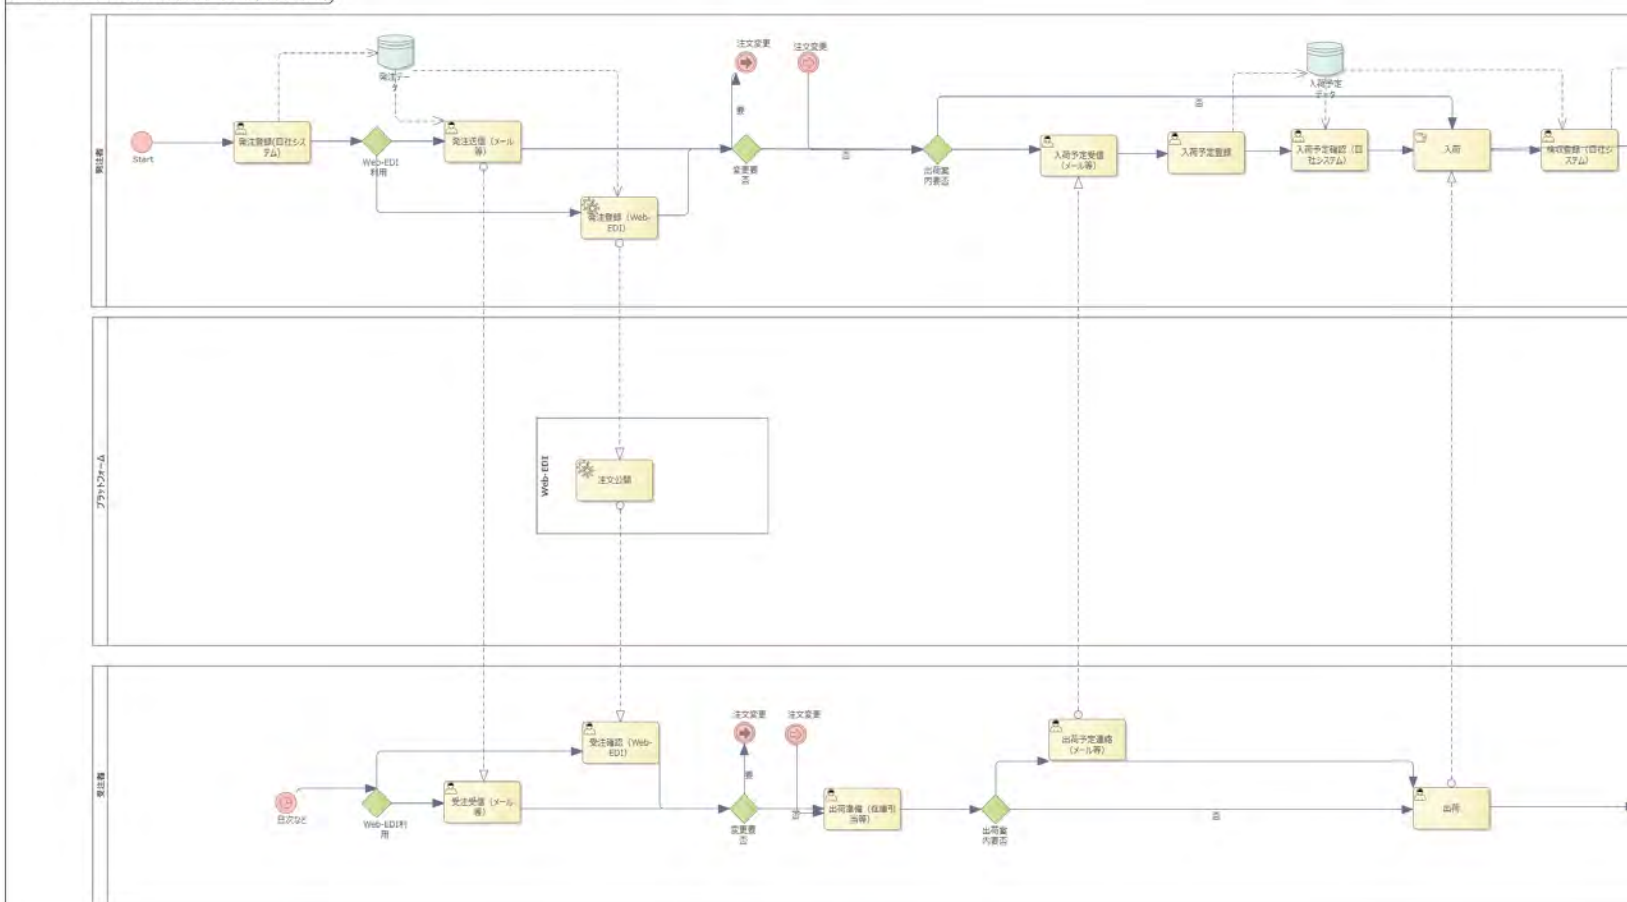 発注者
Start
発注登録(自社シス
テム)
発注デー
タ
Web-EDI
利用
発注送信（メール
等）
発注登録（Web-
EDI）
注文変更
要
変更要
否
注文変更
否
出荷案
内要否
否
入荷予定受信
（メール等）
入荷予定登録
入荷予定
データ
入荷予定確認（自
社システム）
入荷
検収登録（自社シ
ステム）
プラットフォーム
Web-EDI
注文公開
受注者
日次など
Web-EDI利
用
受注確認（Web-
EDI）
受注受信（メール
等）
注文変更
要
変更要
否
注文変更
否
出荷準備（在庫引
当等）
出荷案
内要否
出荷予定連絡
（メール等）
否
出荷